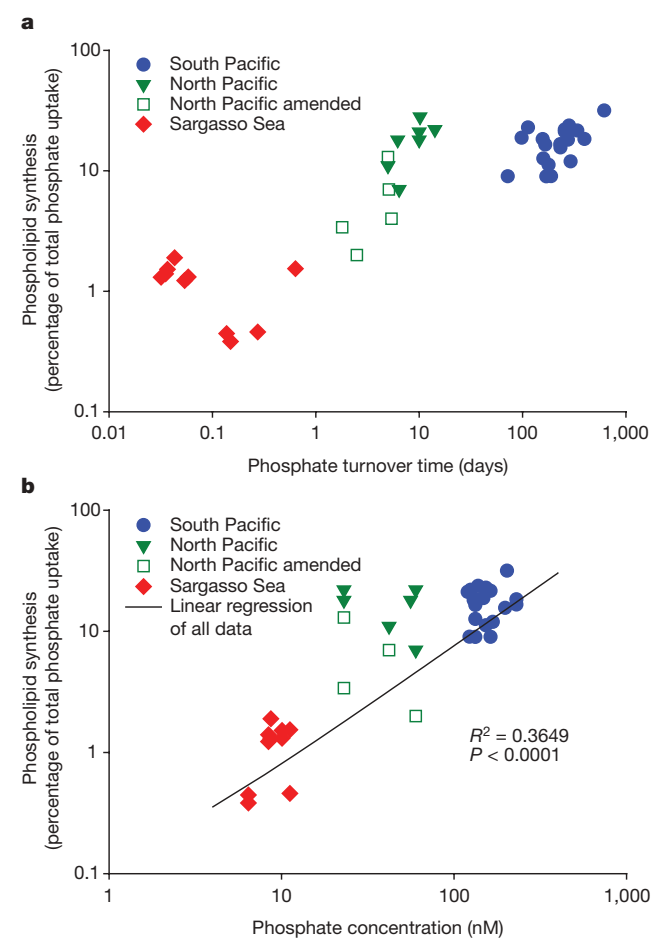 a
100
10
1
0.1
Phospholipid synthesis
(percentage of total phosphate uptake)
South Pacific
North Pacific
North Pacific amended
Sargasso Sea
0.01 0.1 1 10 100 1,000
Phosphate turnover time (days)
b
100
10
1
0.1
Phospholipid synthesis
(percentage of total phosphate uptake)
South Pacific
North Pacific
North Pacific amended
Sargasso Sea
Linear regression
of all data
R² = 0.3649
P < 0.0001
1 10 100 1,000
Phosphate concentration (nM)